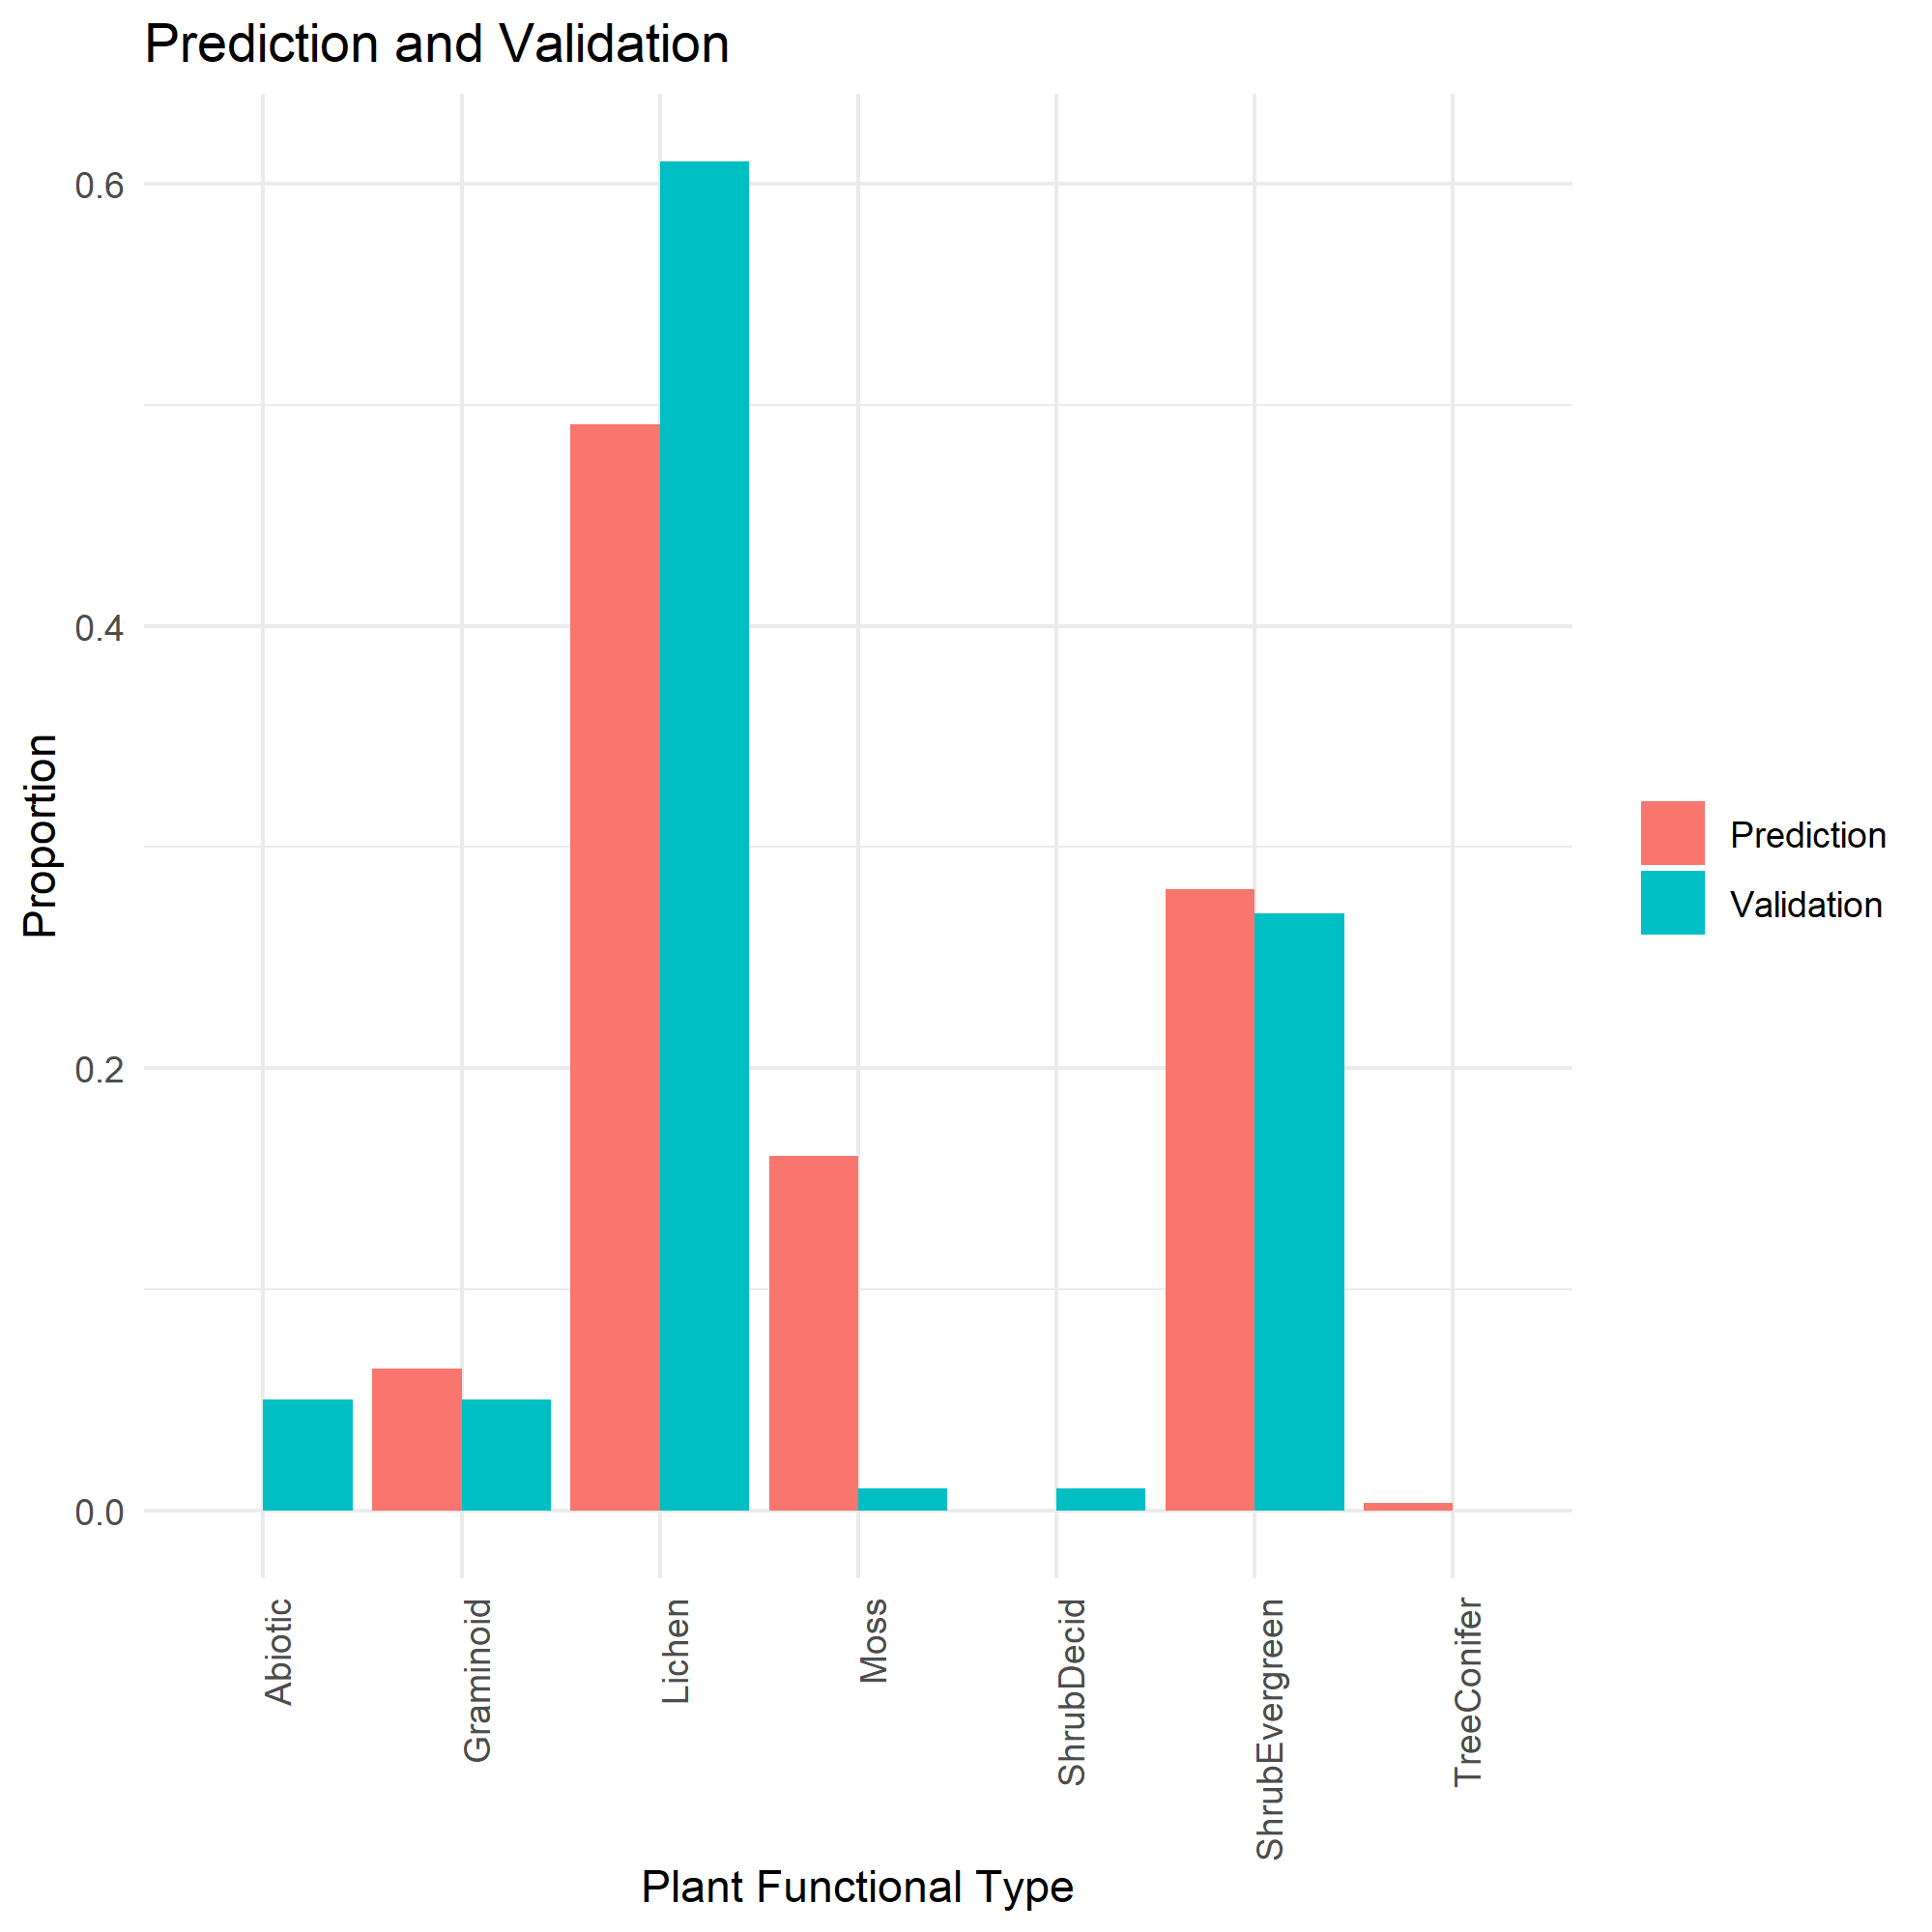 Prediction and Validation
Proportion
0.6
0.4
0.2
0.0
Abiotic
Graminoid
Lichen
Moss
ShrubDecid
ShrubEvergreen
TreeConifer
Plant Functional Type
Prediction
Validation